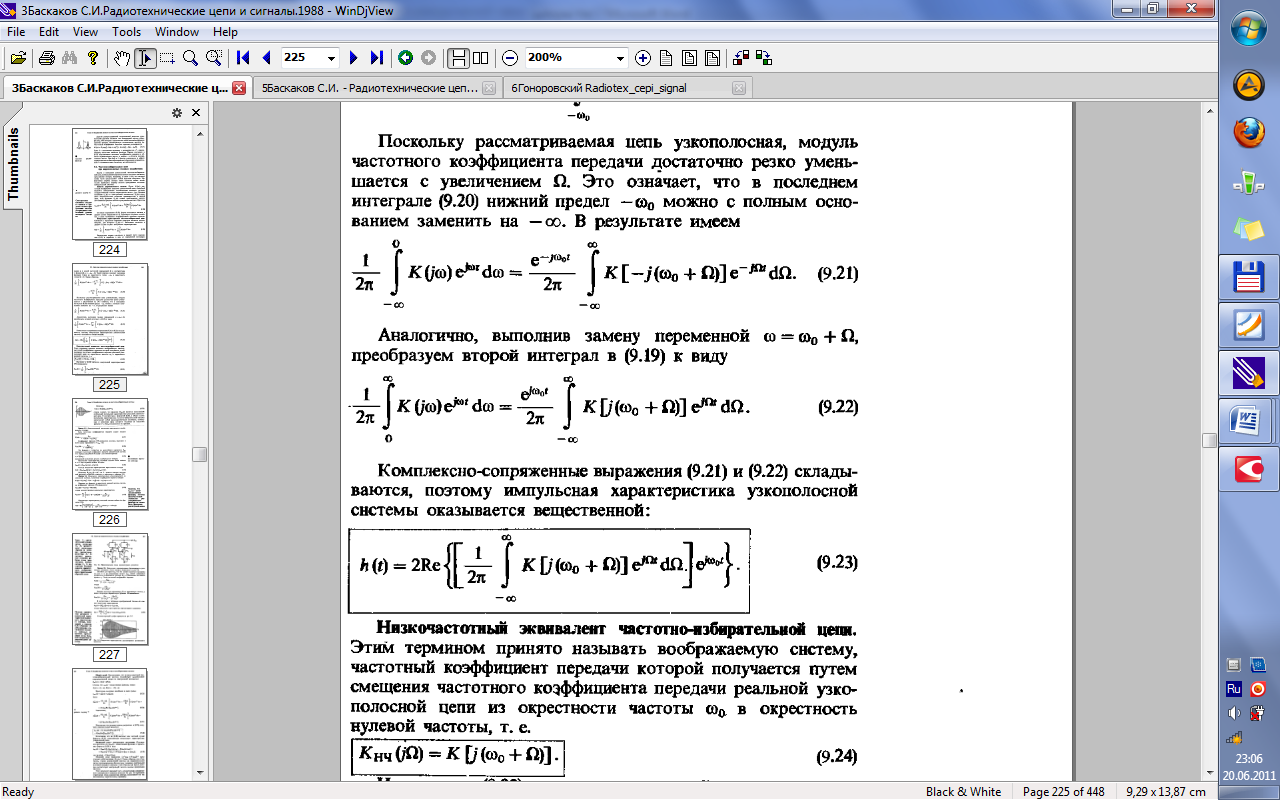 3Баскаков С.И.Радиотехнические цепи и сигналы.1988 - WinDjView
File Edit View Tools Window Help
225
200%
3Баскаков С.И.Радиотехнические ц...
5Баскаков С.И. - Радиотехнические цеп...
6Гоноровский Radiotex_cepi_signal
Thumbnails
224
225
226
227
−ω₀
Поскольку рассматриваемая цепь узкополосная, модуль
частотного коэффициента передачи достаточно резко умень-
шается с увеличением Ω. Это означает, что в последнем
интеграле (9.20) нижний предел −ω₀ можно с полным осно-
ванием заменить на −∞. В результате имеем
1/2π ∫_{−∞}^{0} K(jω) e^{jωt} dω = e^{−jω₀t}/2π ∫_{−∞}^{∞} K[−j(ω₀ + Ω)] e^{−jΩt} dΩ. (9.21)
Аналогично, выполнив замену переменной ω = ω₀ + Ω,
преобразуем второй интеграл в (9.19) к виду
1/2π ∫_{0}^{∞} K(jω) e^{jωt} dω = e^{jω₀t}/2π ∫_{−∞}^{∞} K[j(ω₀ + Ω)] e^{jΩt} dΩ. (9.22)
Комплексно-сопряженные выражения (9.21) и (9.22) склады-
ваются, поэтому импульсная характеристика узкополосной
системы оказывается вещественной:
h(t) = 2Re{[1/2π ∫_{−∞}^{∞} K[j(ω₀ + Ω)] e^{jΩt} dΩ] e^{jω₀t}}. (9.23)
Низкочастотный эквивалент частотно-избирательной цепи.
Этим термином принято называть воображаемую систему,
частотный коэффициент передачи которой получается путем
смещения частотного коэффициента передачи реальной узко-
полосной цепи из окрестности частоты ω₀ в окрестность
нулевой частоты, т. е.
K_НЧ(jΩ) = K[j(ω₀ + Ω)]. (9.24)
Ready
Black & White
Page 225 of 448
9,29 x 13,87 cm
Ru
23:06
20.06.2011